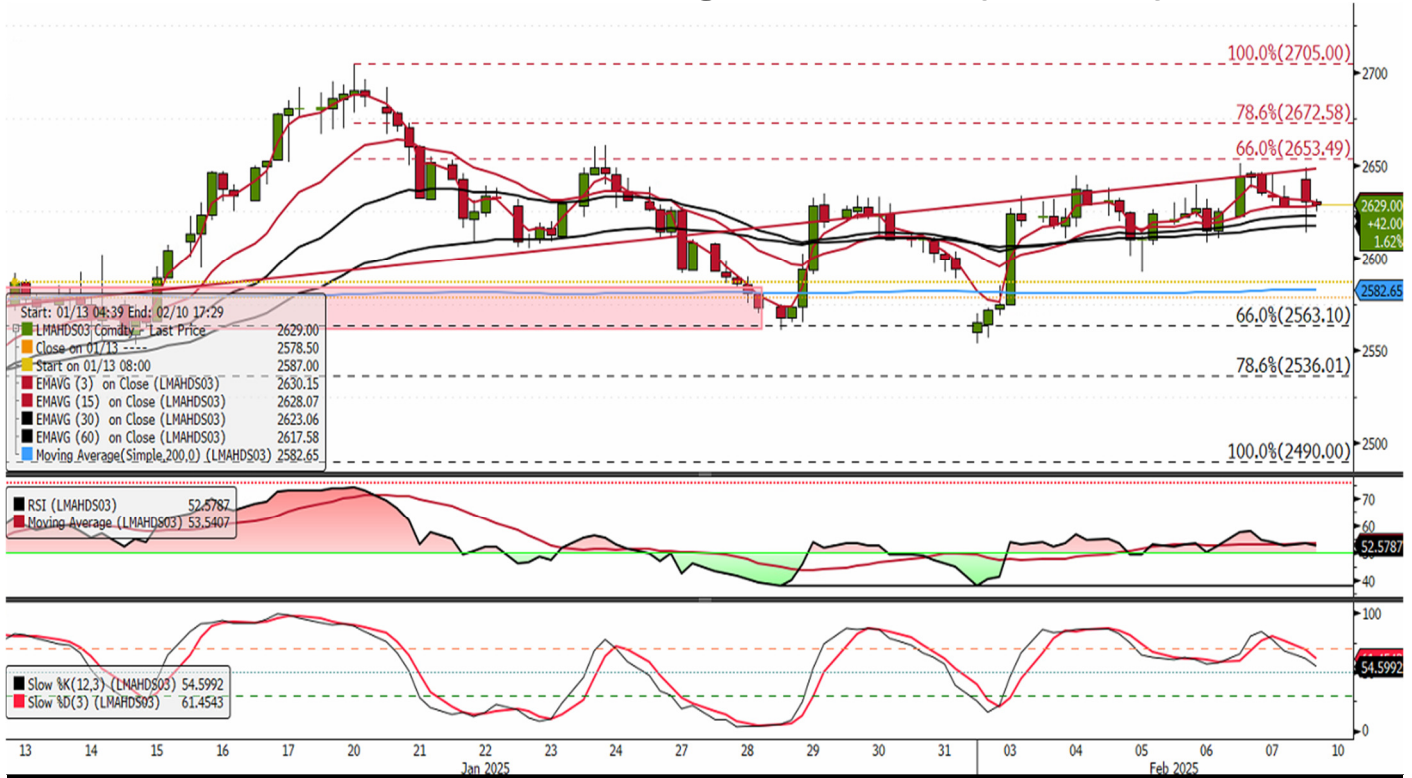 100.0%(2705.00)
2700
78.6%(2672.58)
66.0%(2653.49)
2650
2629.00
+42.00
1.62%
2600
2582.65
66.0%(2563.10)
2550
78.6%(2536.01)
2500
100.0%(2490.00)
Start: 01/13 04:39 End: 02/10 17:29
LMAHDS03 Comdty - Last Price 2629.00
Close on 01/13 ---- 2578.50
Start on 01/13 08:00 2587.00
EMAVG (3) on Close (LMAHDS03) 2630.15
EMAVG (15) on Close (LMAHDS03) 2628.07
EMAVG (30) on Close (LMAHDS03) 2623.06
EMAVG (60) on Close (LMAHDS03) 2617.58
Moving Average(Simple,200,0) (LMAHDS03) 2582.65
RSI (LMAHDS03) 52.5787
Moving Average (LMAHDS03) 53.5407
70
60
52.5787
40
Slow %K(12,3) (LMAHDS03) 54.5992
Slow %D(3) (LMAHDS03) 61.4543
100
54.5992
0
13 14 15 16 17 20 21 22 23 24 27 28 29 30 31 03 04 05 06 07 10
Jan 2025 Feb 2025